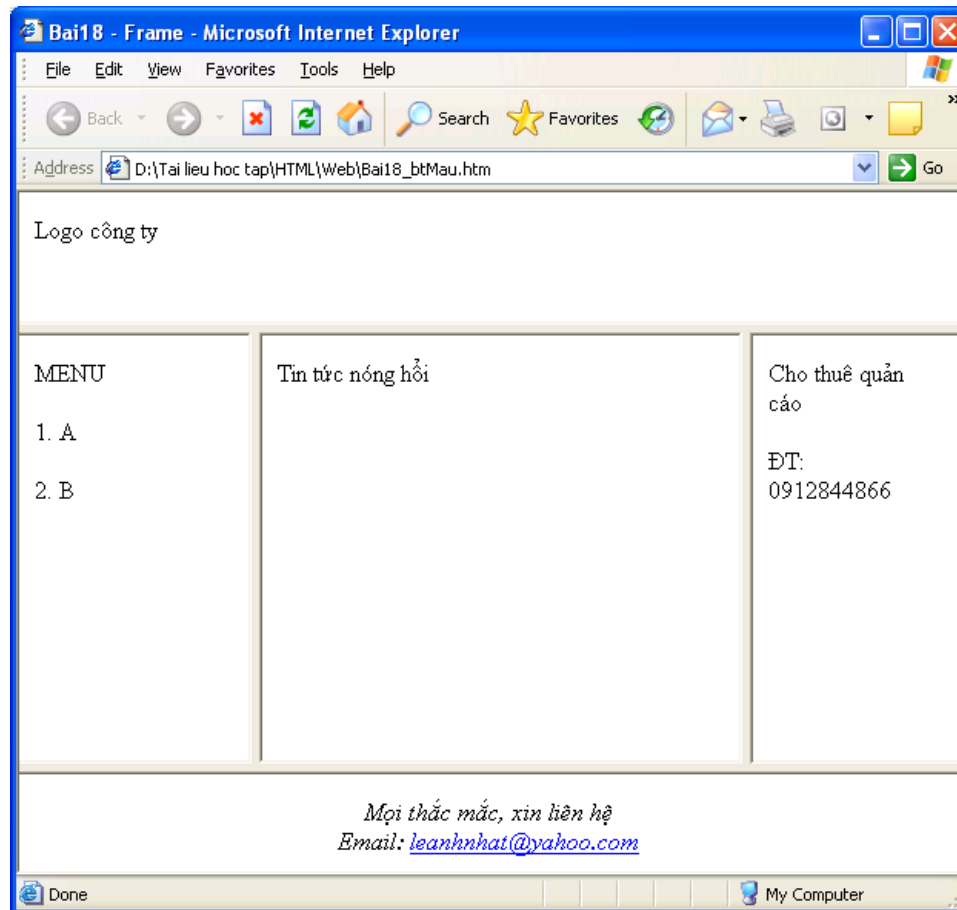 Bai18 - Frame - Microsoft Internet Explorer
File Edit View Favorites Tools Help
Back Search Favorites
Address D:\Tai lieu hoc tap\HTML\Web\Bai18_btMau.htm Go
Logo công ty
MENU
1. A
2. B
Tin tức nóng hổi
Cho thuê quản
cáo
ĐT:
0912844866
Mọi thắc mắc, xin liên hệ
Email: leanhnhat@yahoo.com
Done My Computer